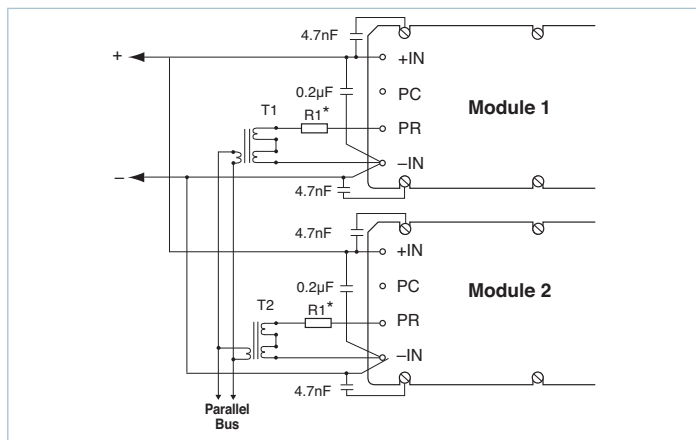 4.7nF
+
+IN
0.2µF
PC
Module 1
T1
R1*
PR
–
–IN
4.7nF
4.7nF
+IN
0.2µF
PC
Module 2
T2
R1*
PR
–IN
4.7nF
Parallel
Bus